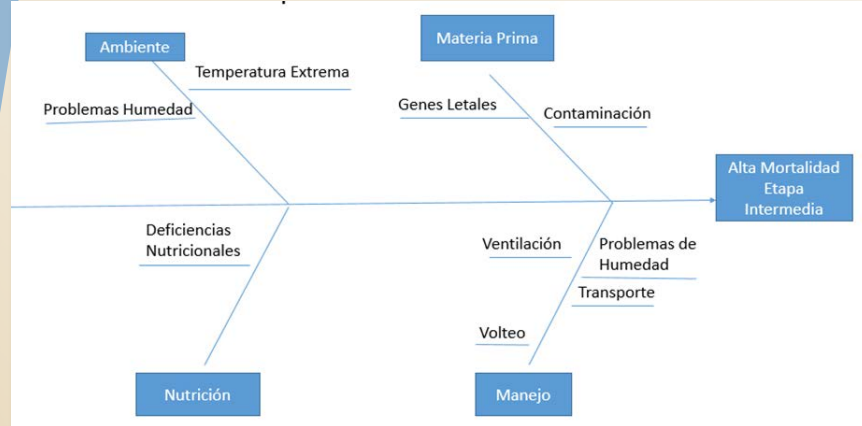 Ambiente
Temperatura Extrema
Problemas Humedad
Materia Prima
Genes Letales
Contaminación
Alta Mortalidad
Etapa
Intermedia
Deficiencias
Nutricionales
Nutrición
Ventilación
Problemas de
Humedad
Transporte
Volteo
Manejo